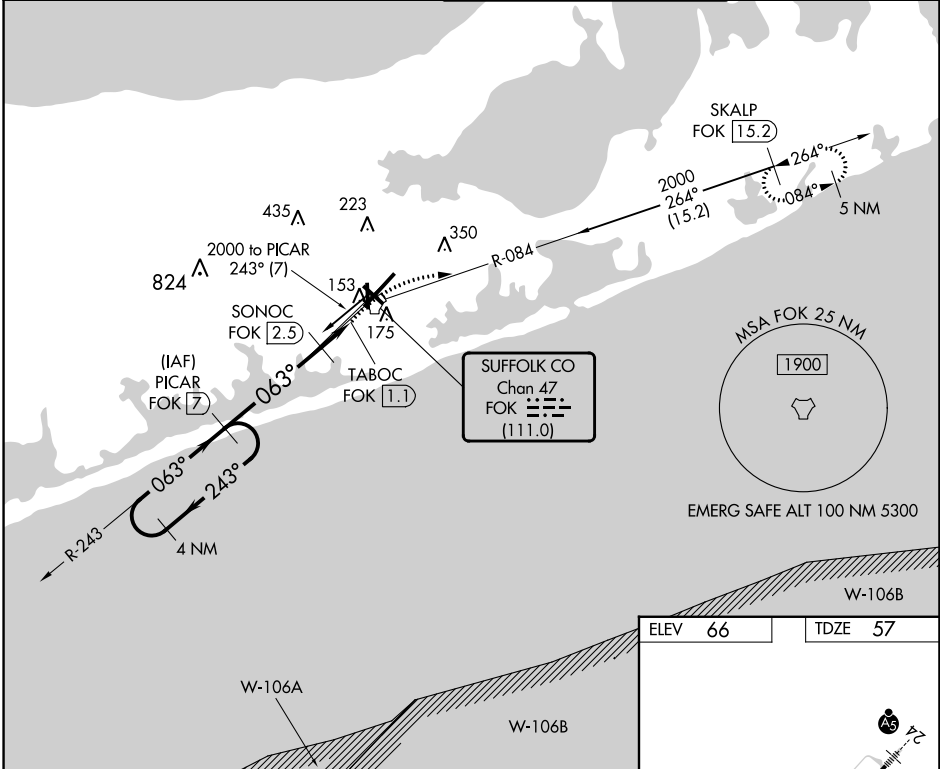 SKALP
FOK 15.2
264°
084°
5 NM
2000
264°
(15.2)
R-084
435
223
350
2000 to PICAR
243° (7)
824
153
175
SONOC
FOK 2.5
(IAF)
PICAR
FOK 7
063°
TABOC
FOK 1.1
SUFFOLK CO
Chan 47
FOK
(111.0)
MSA FOK 25 NM
1900
EMERG SAFE ALT 100 NM 5300
063°
243°
R-243
4 NM
W-106B
W-106A
W-106B
ELEV 66
TDZE 57
A5
24